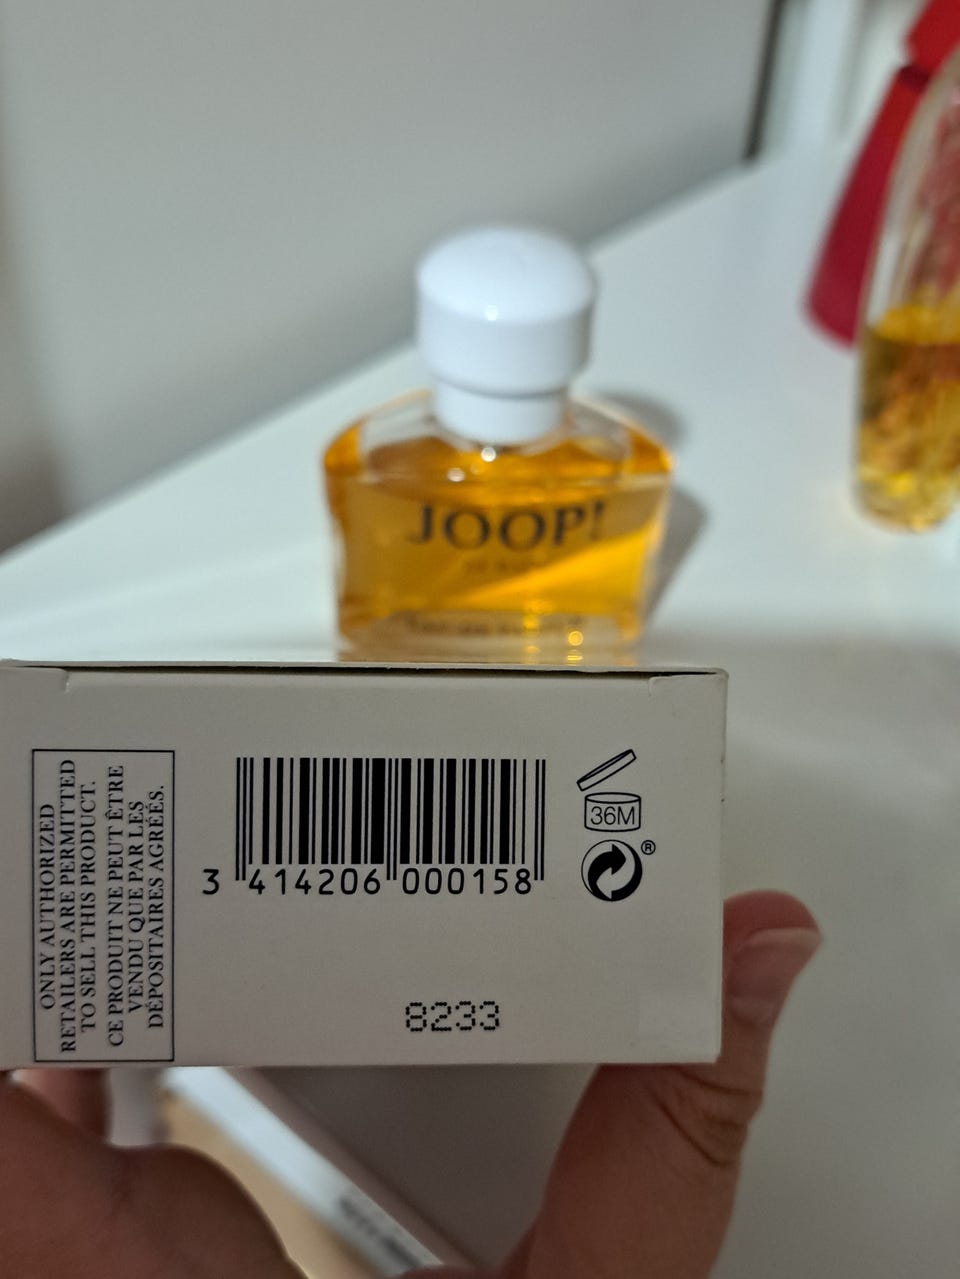 JOOP!
ONLY AUTHORIZED
RETAILERS ARE PERMITTED
TO SELL THIS PRODUCT.
CE PRODUIT NE PEUT ÊTRE
VENDU QUE PAR LES
DÉPOSITAIRES AGRÉÉS.
3 414206 000158
36M
®
8233